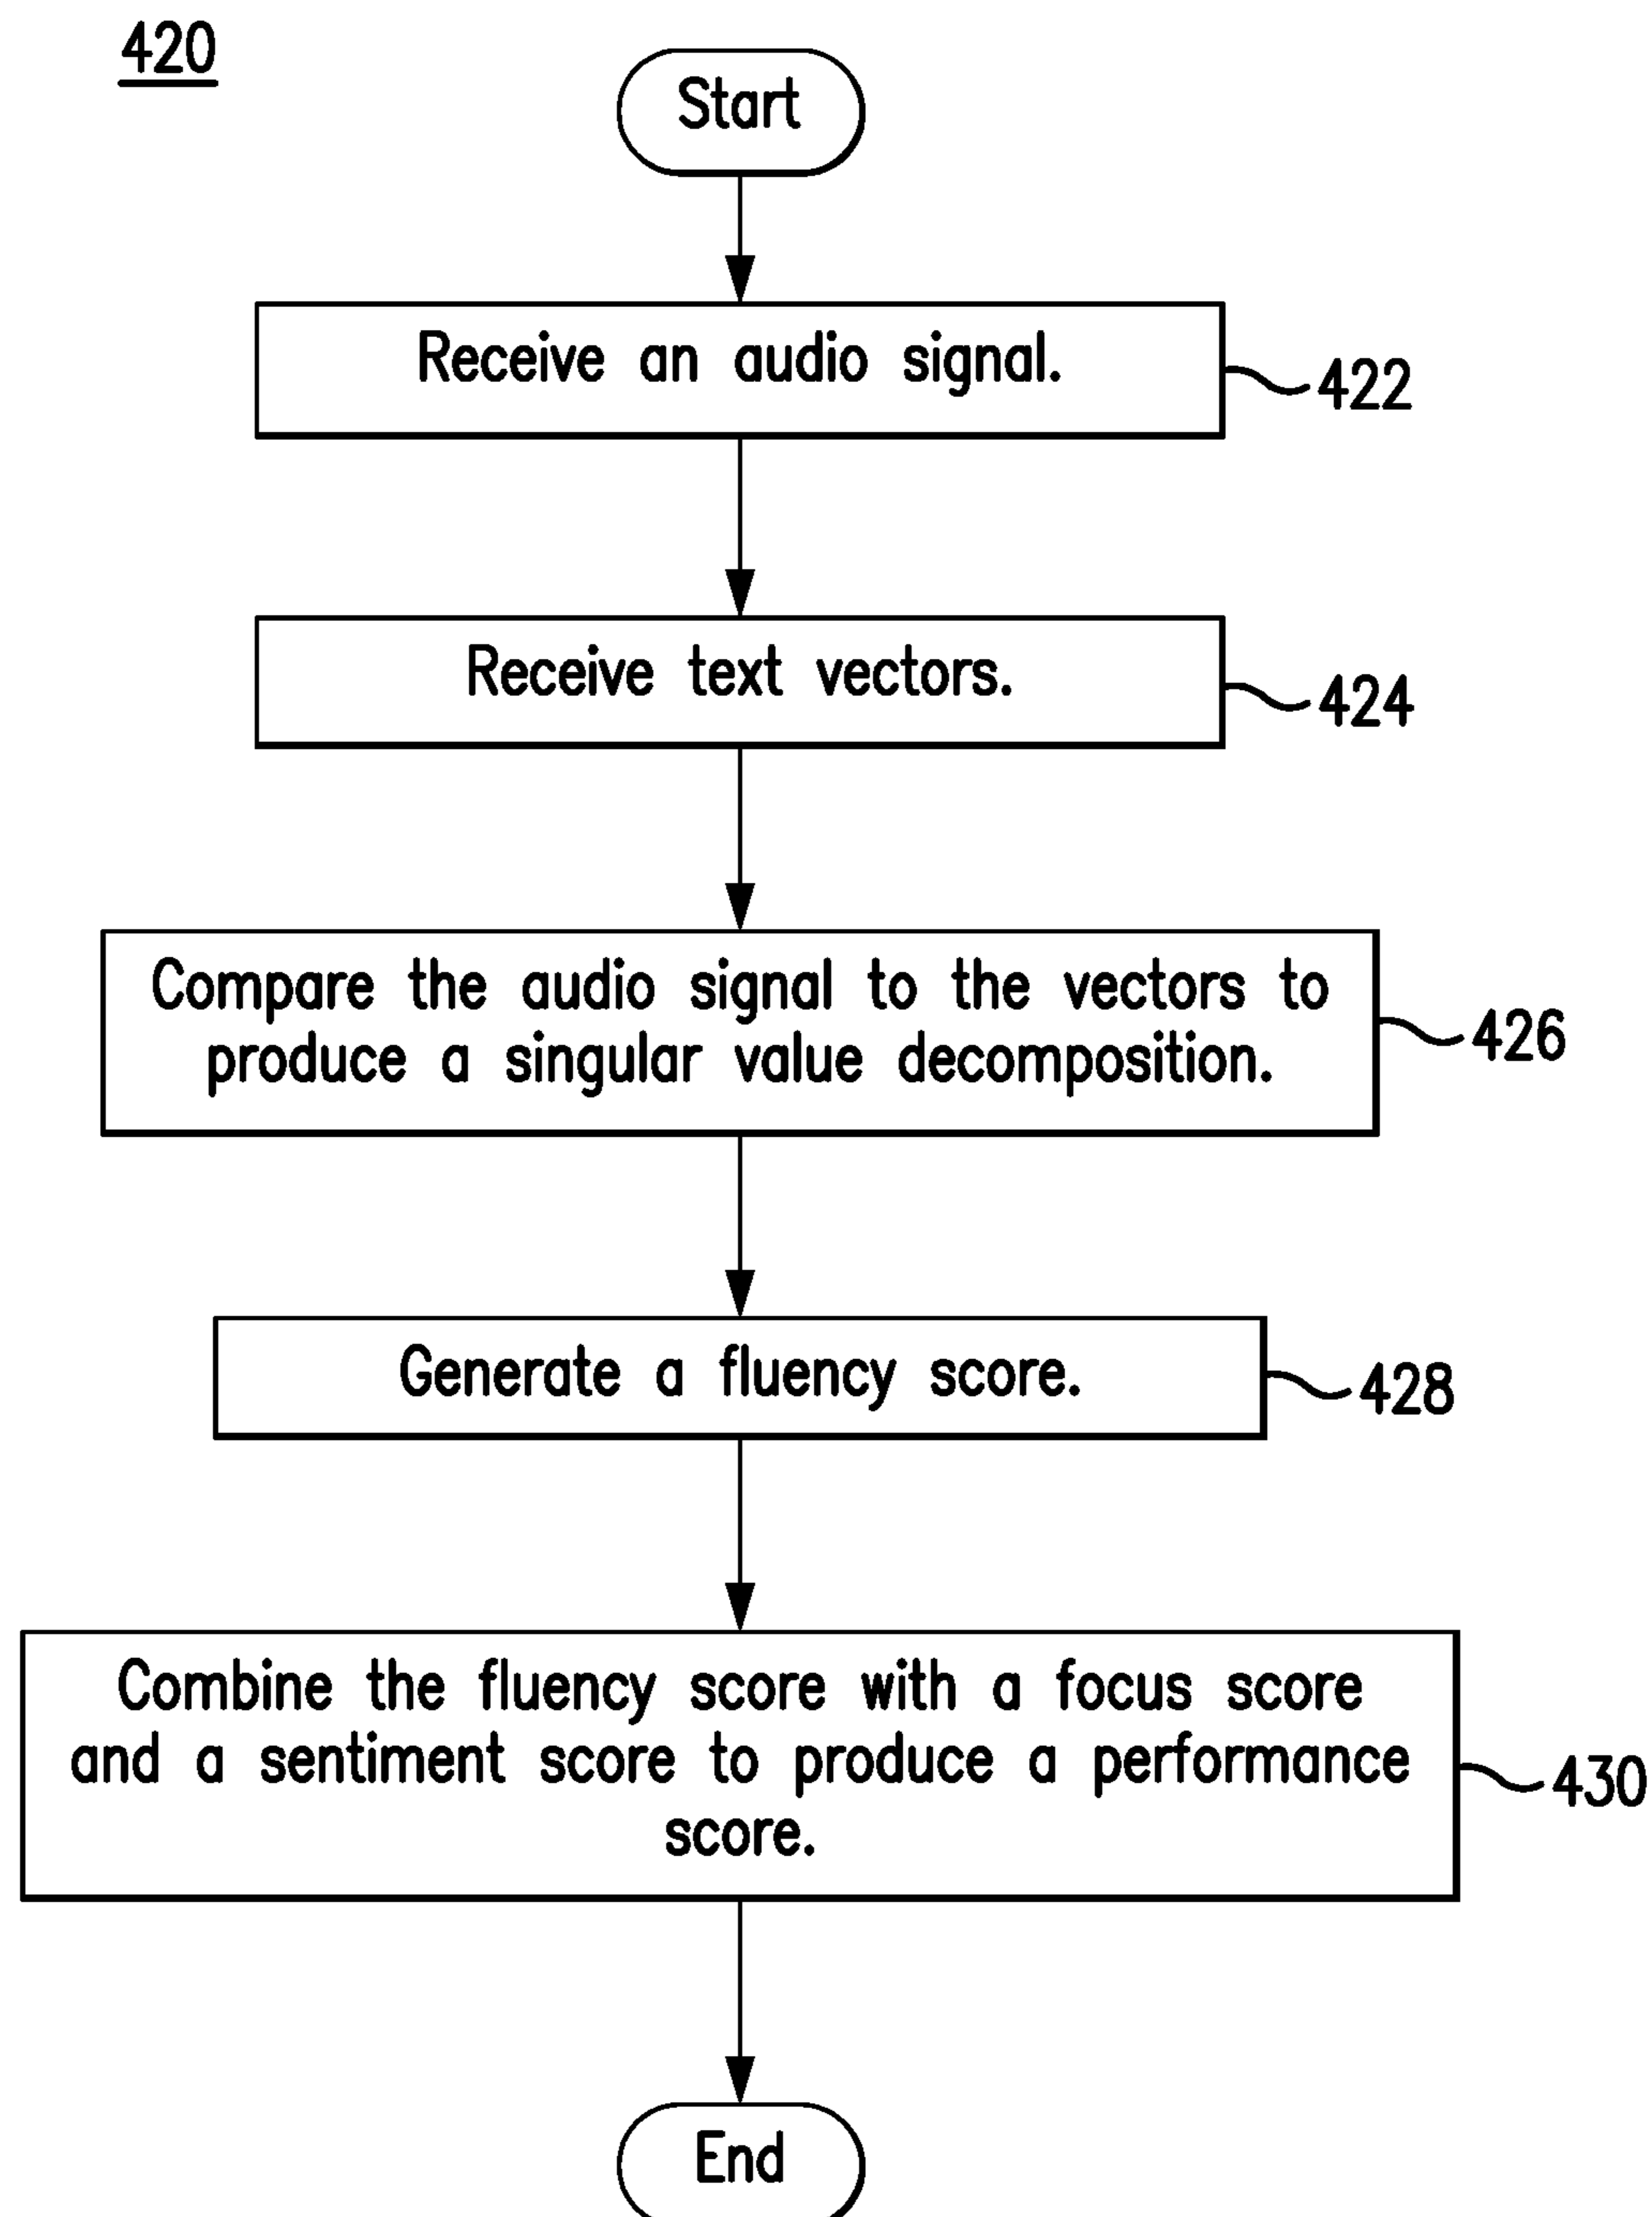 420
Start
Receive an audio signal.
422
Receive text vectors.
424
Compare the audio signal to the vectors to
produce a singular value decomposition.
426
Generate a fluency score.
428
Combine the fluency score with a focus score
and a sentiment score to produce a performance
score.
430
End